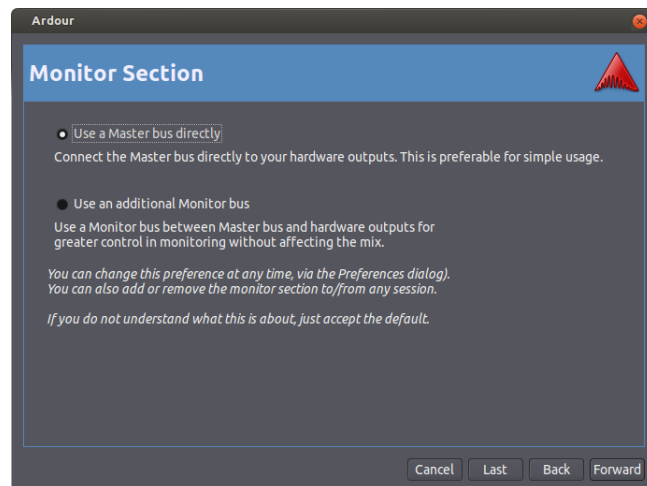 Ardour
Monitor Section
Use a Master bus directly
Connect the Master bus directly to your hardware outputs. This is preferable for simple usage.
Use an additional Monitor bus
Use a Monitor bus between Master bus and hardware outputs for
greater control in monitoring without affecting the mix.
You can change this preference at any time, via the Preferences dialog).
You can also add or remove the monitor section to/from any session.
If you do not understand what this is about, just accept the default.
Cancel Last Back Forward